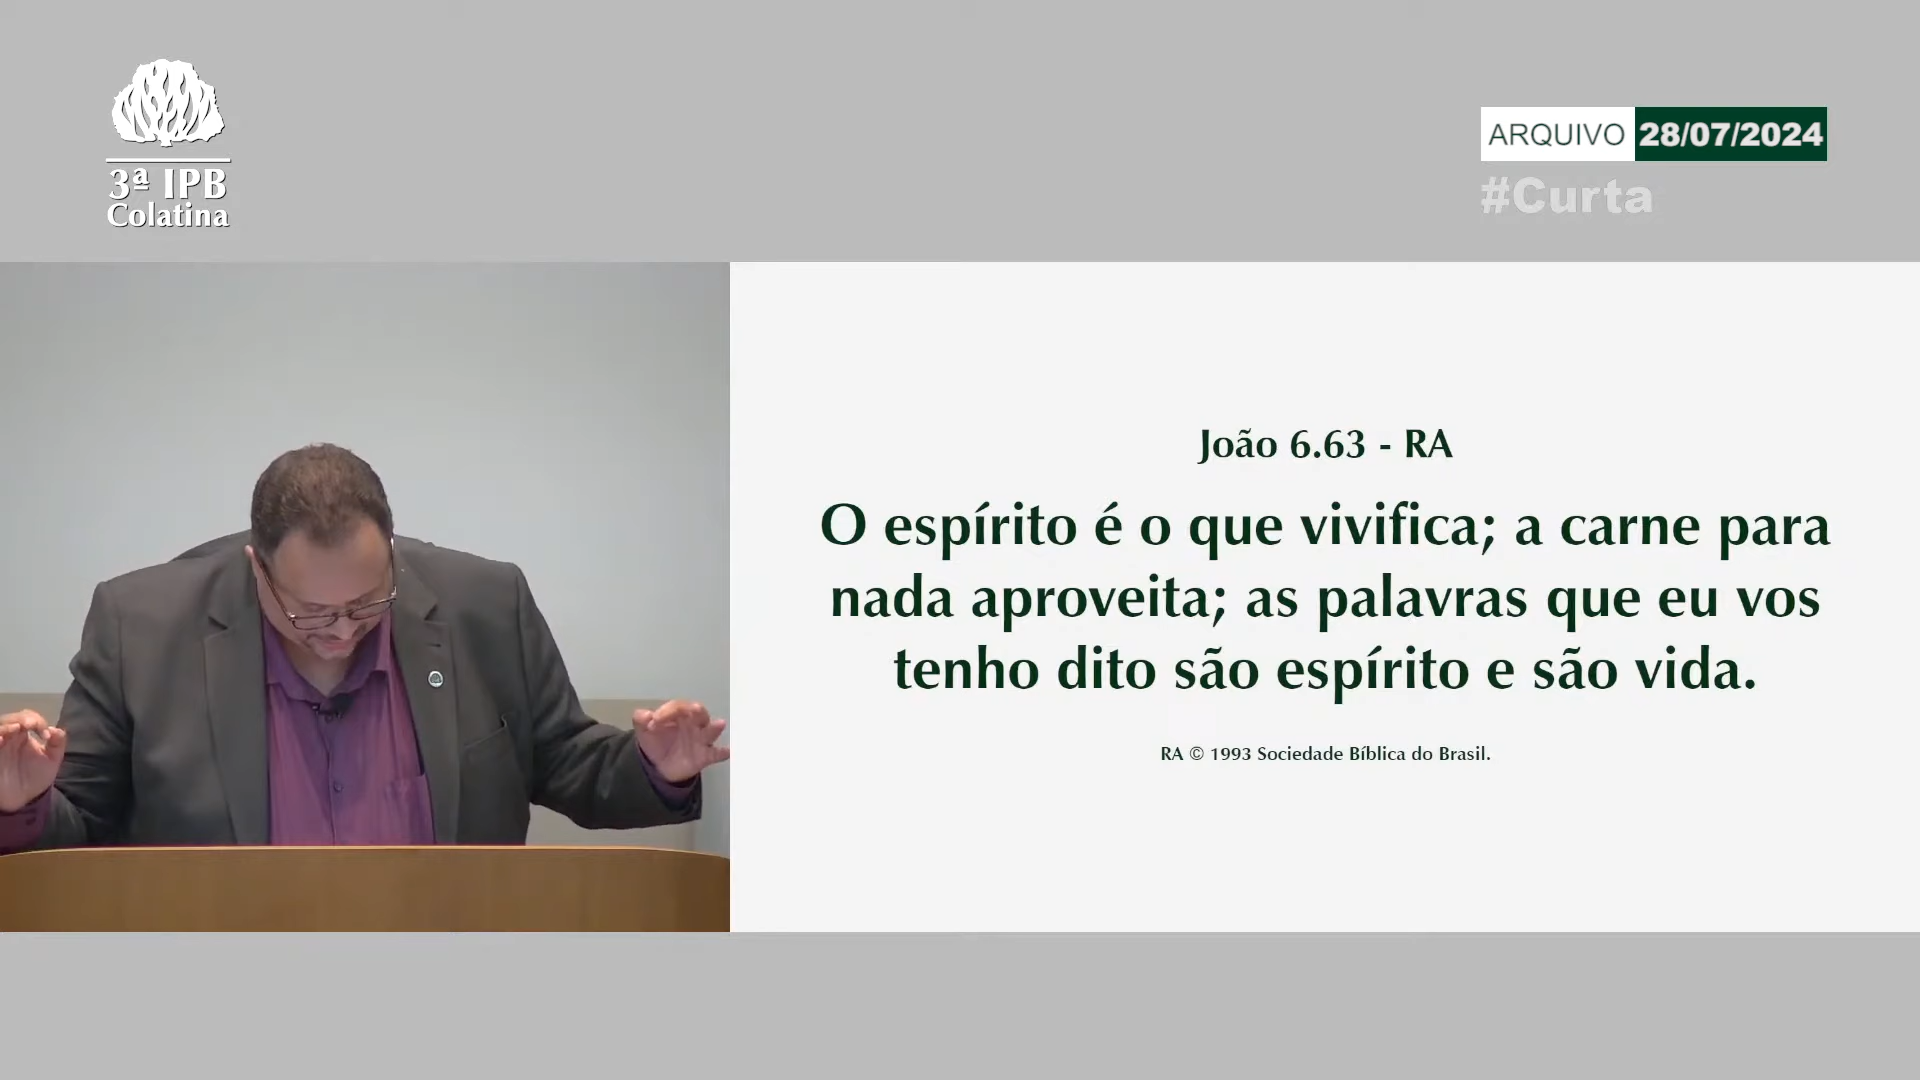 3ª IPB
Colatina
ARQUIVO 28/07/2024
#Curta
João 6.63 - RA
O espírito é o que vivifica; a carne para
nada aproveita; as palavras que eu vos
tenho dito são espírito e são vida.
RA © 1993 Sociedade Bíblica do Brasil.